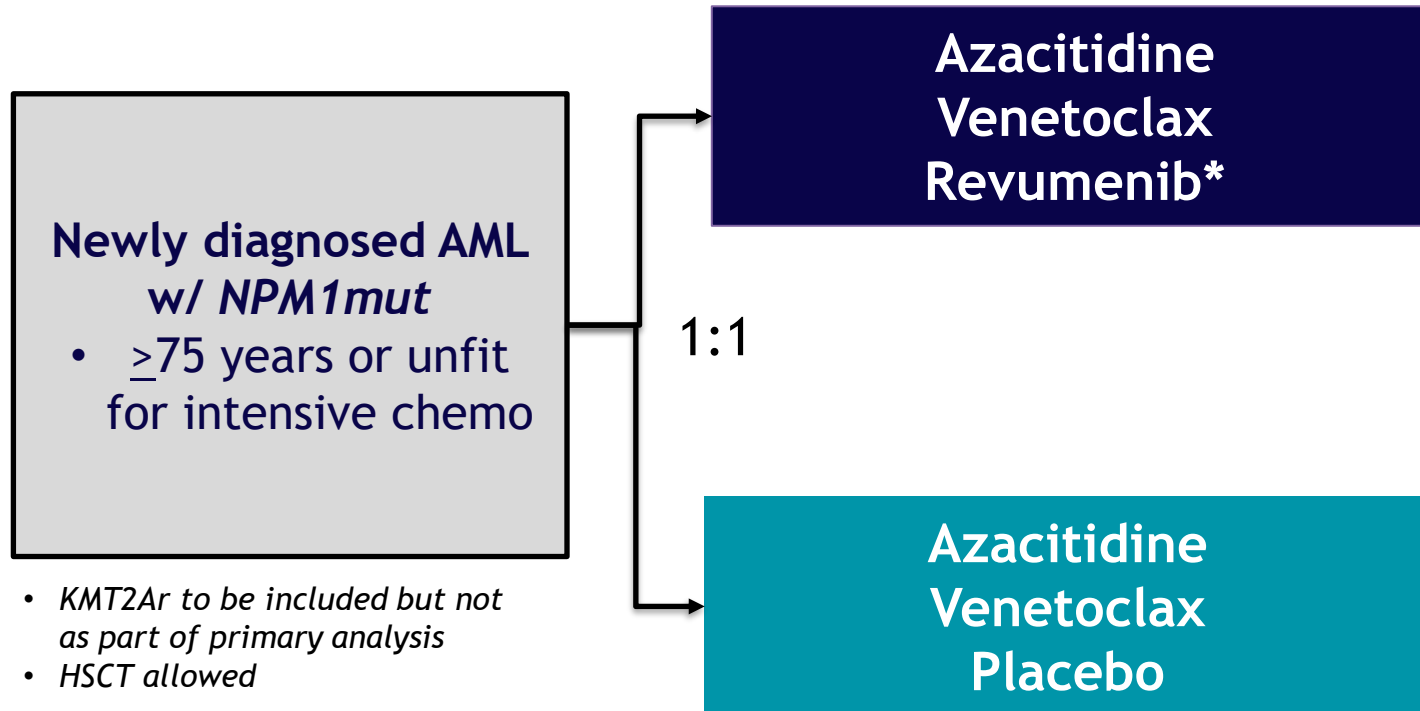 Newly diagnosed AML
w/ NPM1mut
• >75 years or unfit
for intensive chemo
• KMT2Ar to be included but not
as part of primary analysis
• HSCT allowed
1:1
Azacitidine
Venetoclax
Revumenib*
Azacitidine
Venetoclax
Placebo